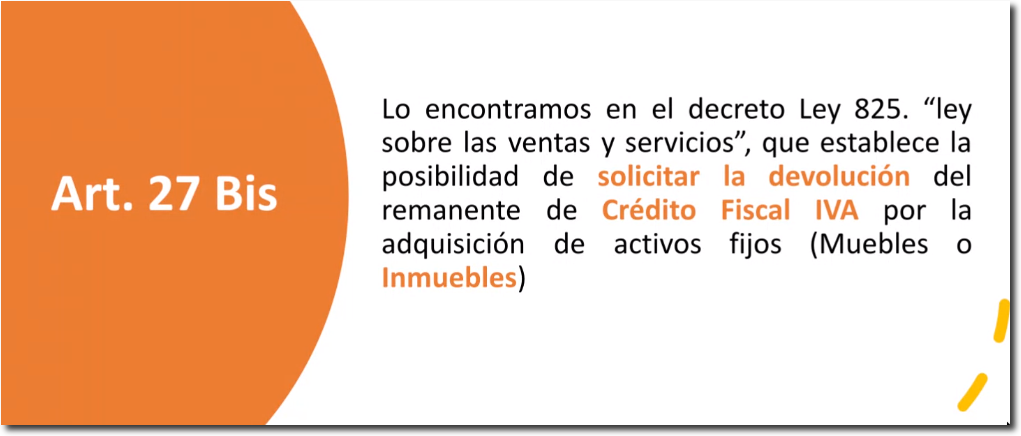 Art. 27 Bis
Lo encontramos en el decreto Ley 825. “ley
sobre las ventas y servicios”, que establece la
posibilidad de solicitar la devolución del
remanente de Crédito Fiscal IVA por la
adquisición de activos fijos (Muebles o
Inmuebles)